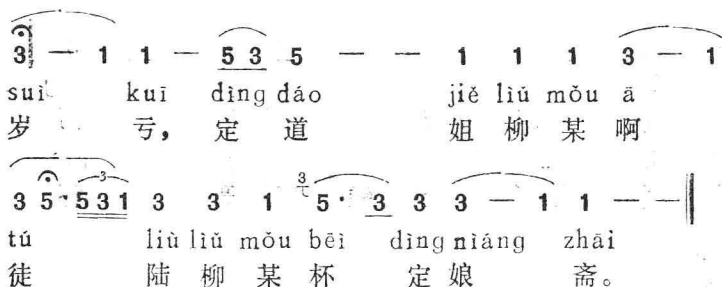 3 — 1 1 — 5 3 5 — — 1 1 1 3 — 1
suì kuī dìng dáo jiě liǔ mǒu ā
岁 亏， 定 道 姐 柳 某 啊
3 5· 5 3 1 3 3 1 3 5· 3 3 3 — 1 1 — —
tú liù liǔ mǒu bēi dìng niáng zhāi
徒 陆 柳 某 杯 定 娘 斋。